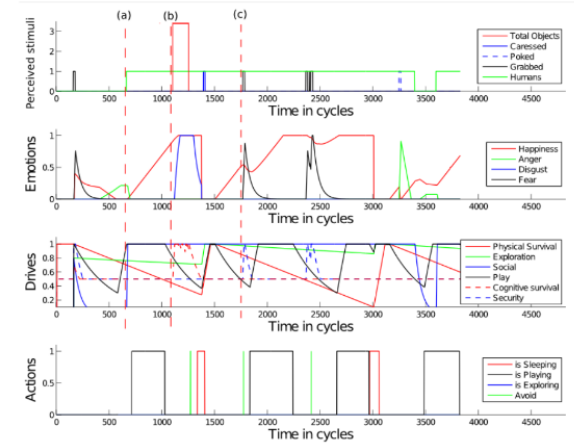 (a) (b) (c)
Perceived stimuli
3
2
1
0
Total Objects
Caressed
Poked
Grabbed
Humans
0 500 1000 1500 2000 2500 3000 3500 4000 4500
Time in cycles
Emotions
1
0.5
0
Happiness
Anger
Disgust
Fear
0 500 1000 1500 2000 2500 3000 3500 4000 4500
Time in cycles
Drives
1
0.8
0.6
0.4
0.2
Physical Survival
Exploration
Social
Play
Cognitive survival
Security
0 500 1000 1500 2000 2500 3000 3500 4000 4500
Time in cycles
Actions
1
0.5
0
is Sleeping
is Playing
is Exploring
Avoid
0 500 1000 1500 2000 2500 3000 3500 4000 4500
Time in cycles